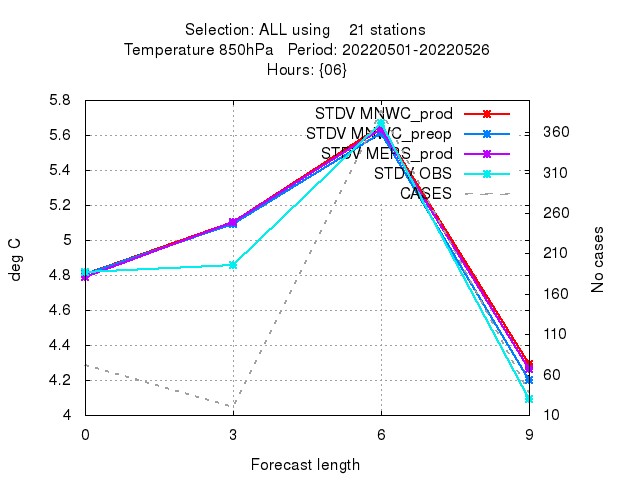 Selection: ALL using    21 stations
Temperature 850hPa   Period: 20220501-20220526
Hours: {06}
STDV MNWC_prod
STDV MNWC_preop
STDV MEPS_prod
STDV OBS
CASES
5.8
5.6
5.4
5.2
5
4.8
4.6
4.4
4.2
4
deg C
360
310
260
210
160
110
60
10
No cases
0
3
6
9
Forecast length